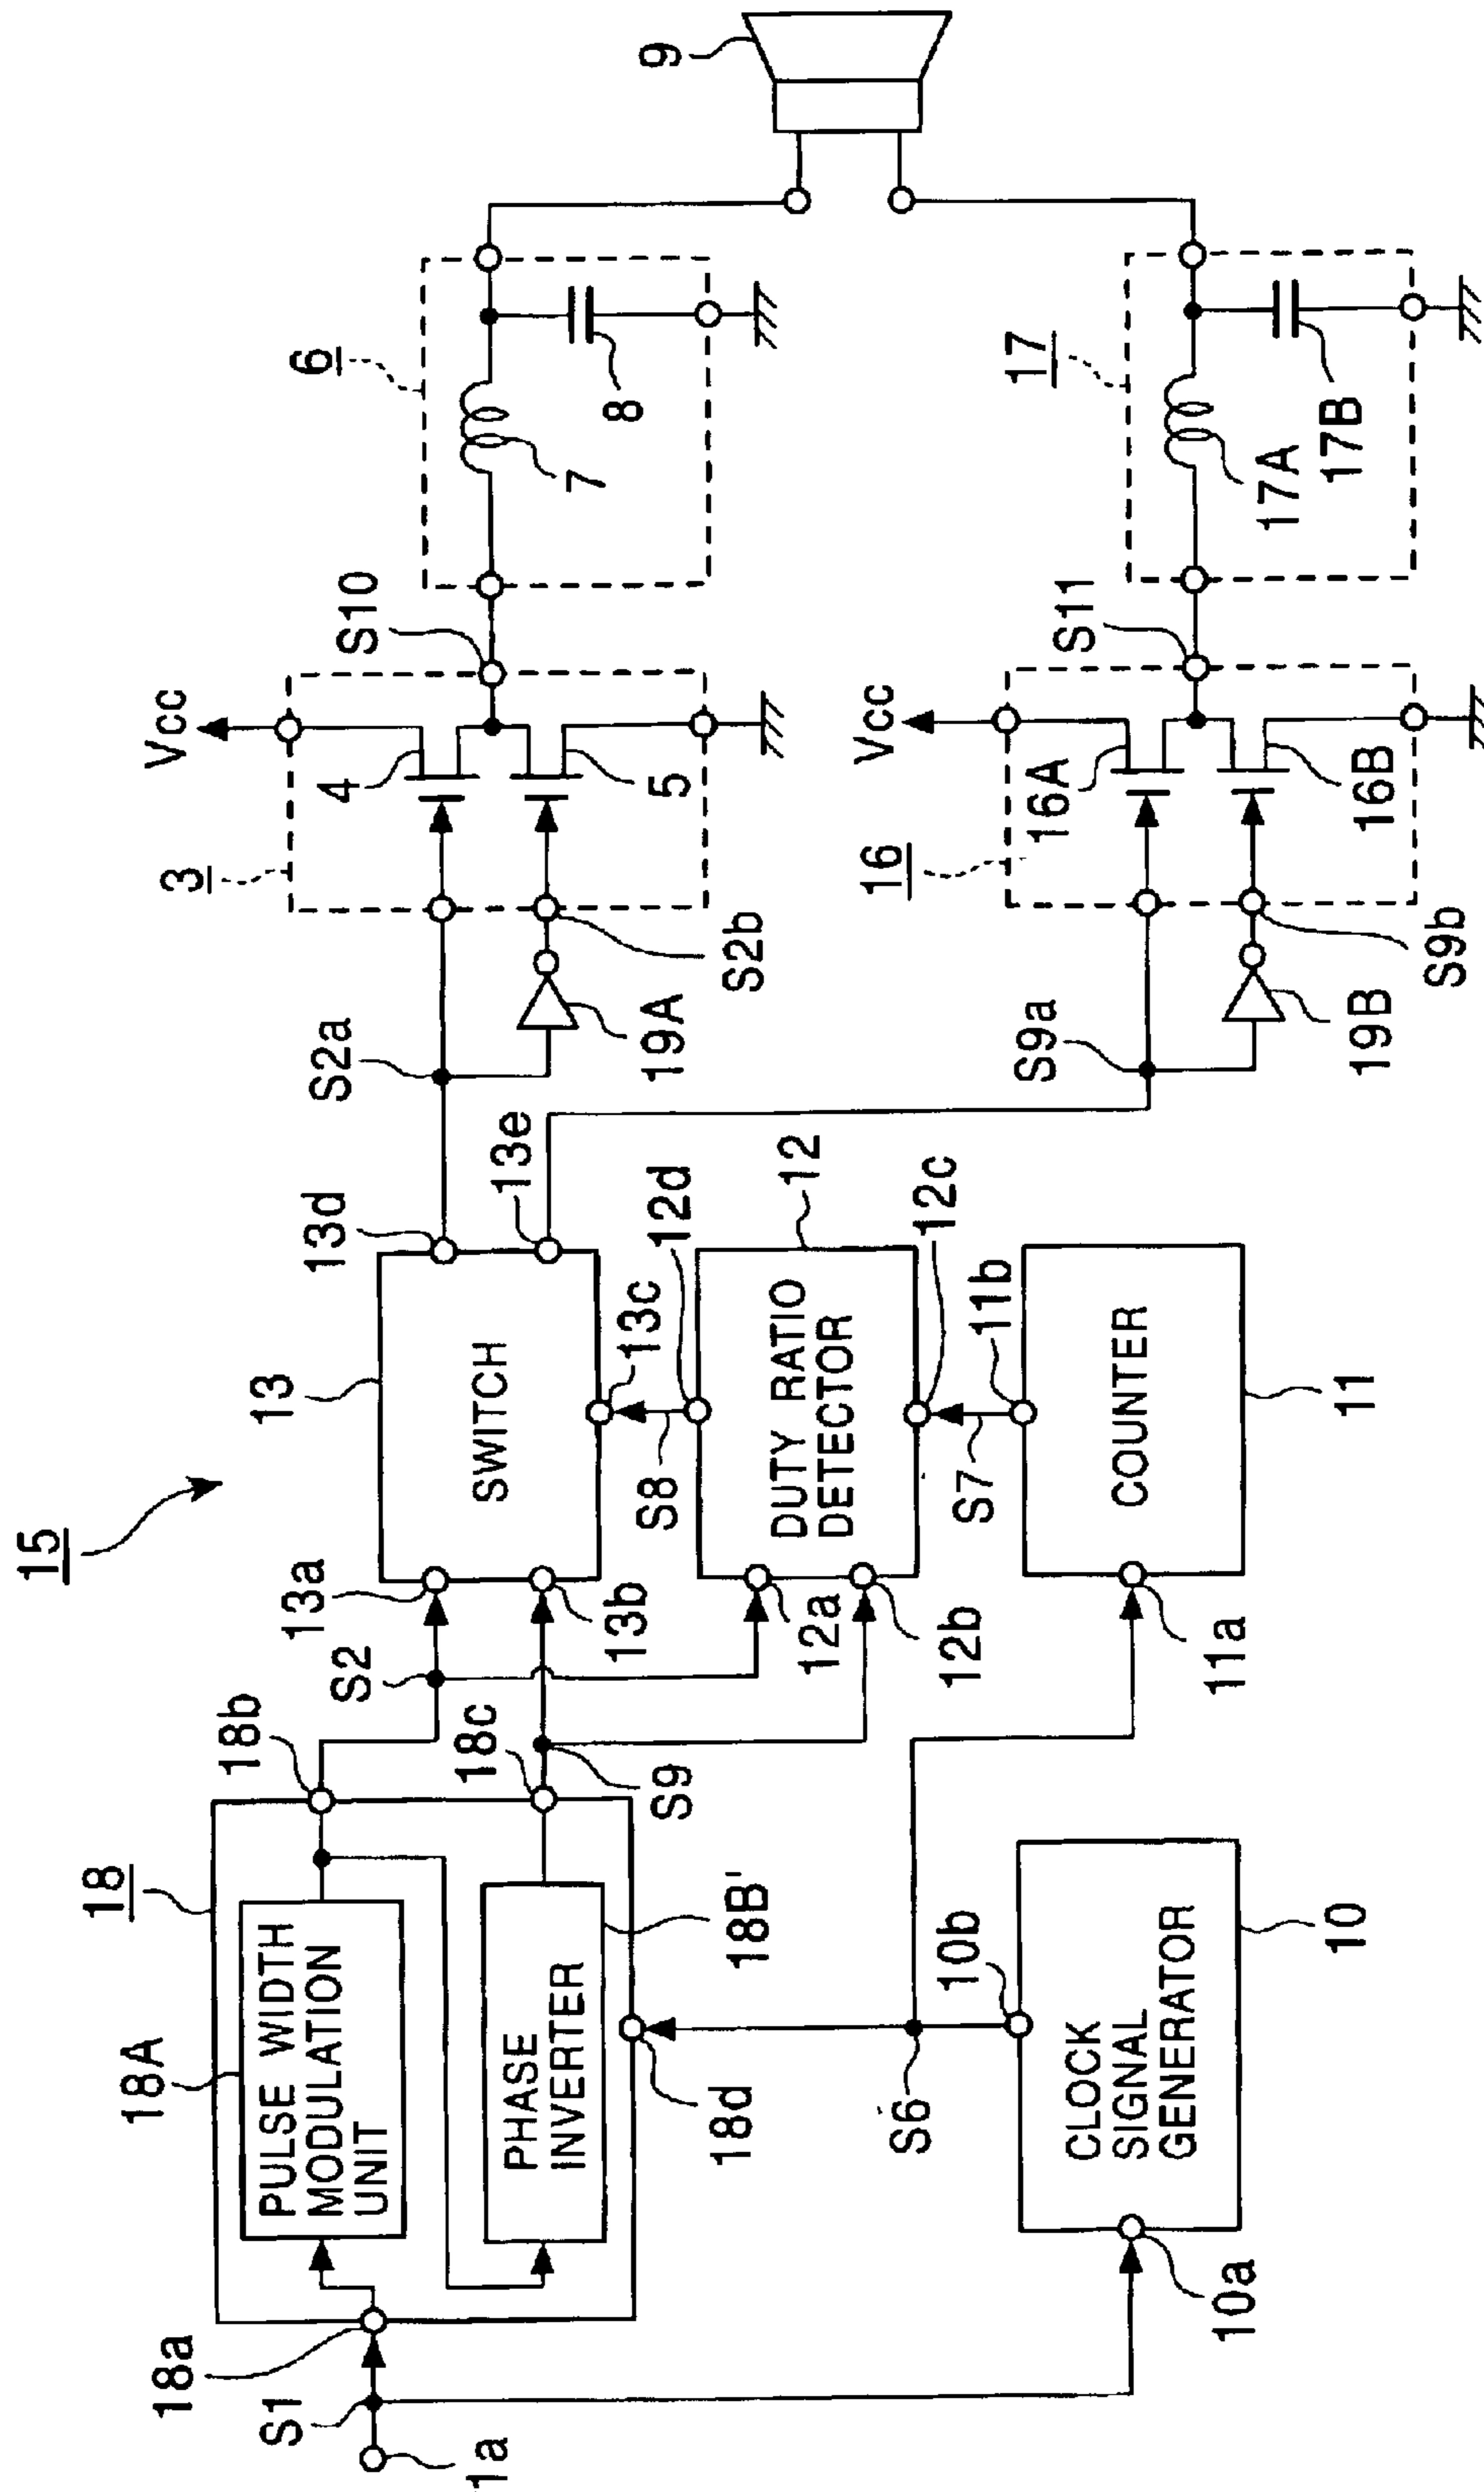 15
1a
S1
18a
18
18A
PULSE WIDTH
MODULATION
UNIT
PHASE
INVERTER
18B'
18b
18c
18d
S2
S9
13a
13b
13
SWITCH
13c
13d
13e
S8
12d
12
DUTY RATIO
DETECTOR
12a
12b
12c
S7
11b
COUNTER
11
11a
S6
10b
CLOCK
SIGNAL
GENERATOR
10
10a
S2a
19A
S2b
3
Vcc
4
5
S10
6
7
8
9
S9a
19B
S9b
16
Vcc
16A
16B
S11
17
17A
17B